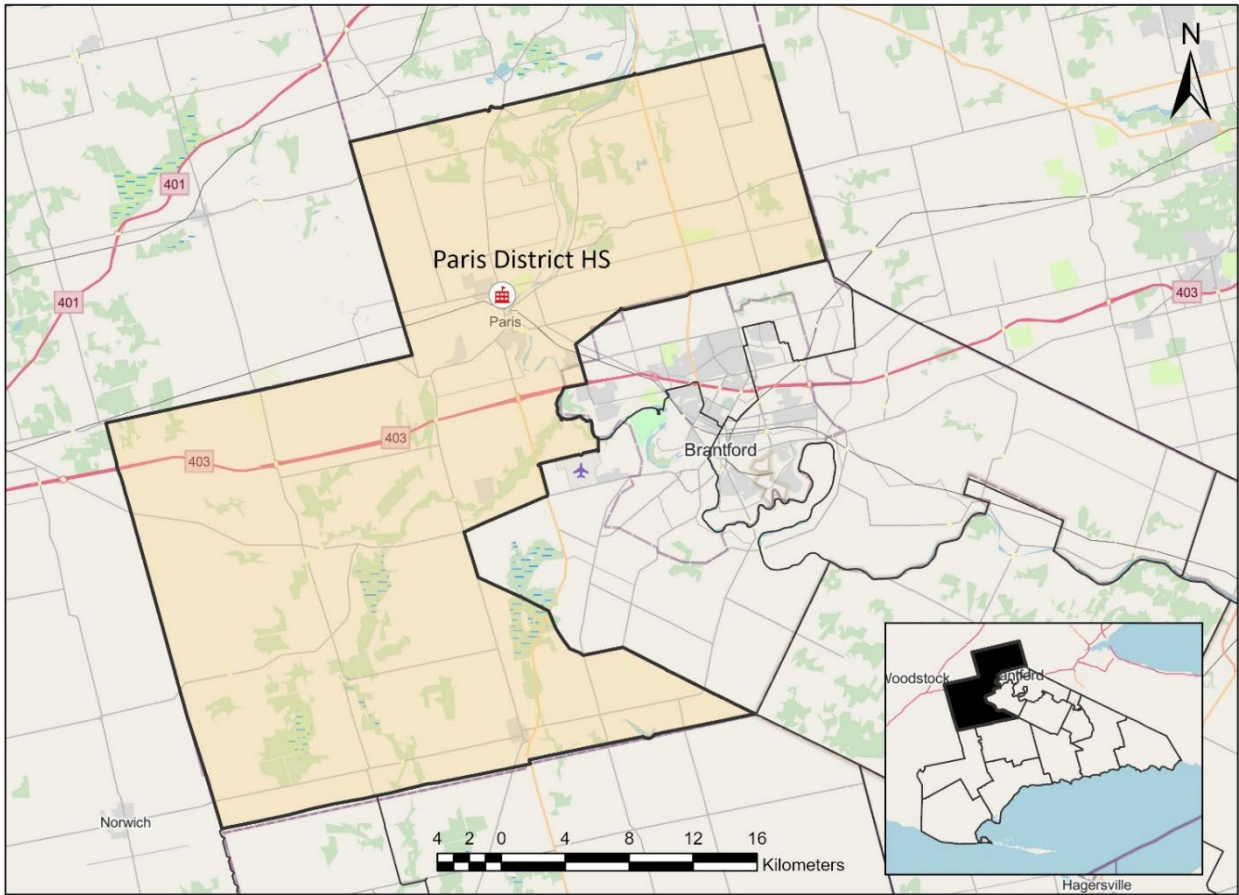 N
401
401
403
Paris District HS
Paris
403
403
Brantford
Woodstock
antford
Norwich
4 2 0 4 8 12 16
Kilometers
Hagersville